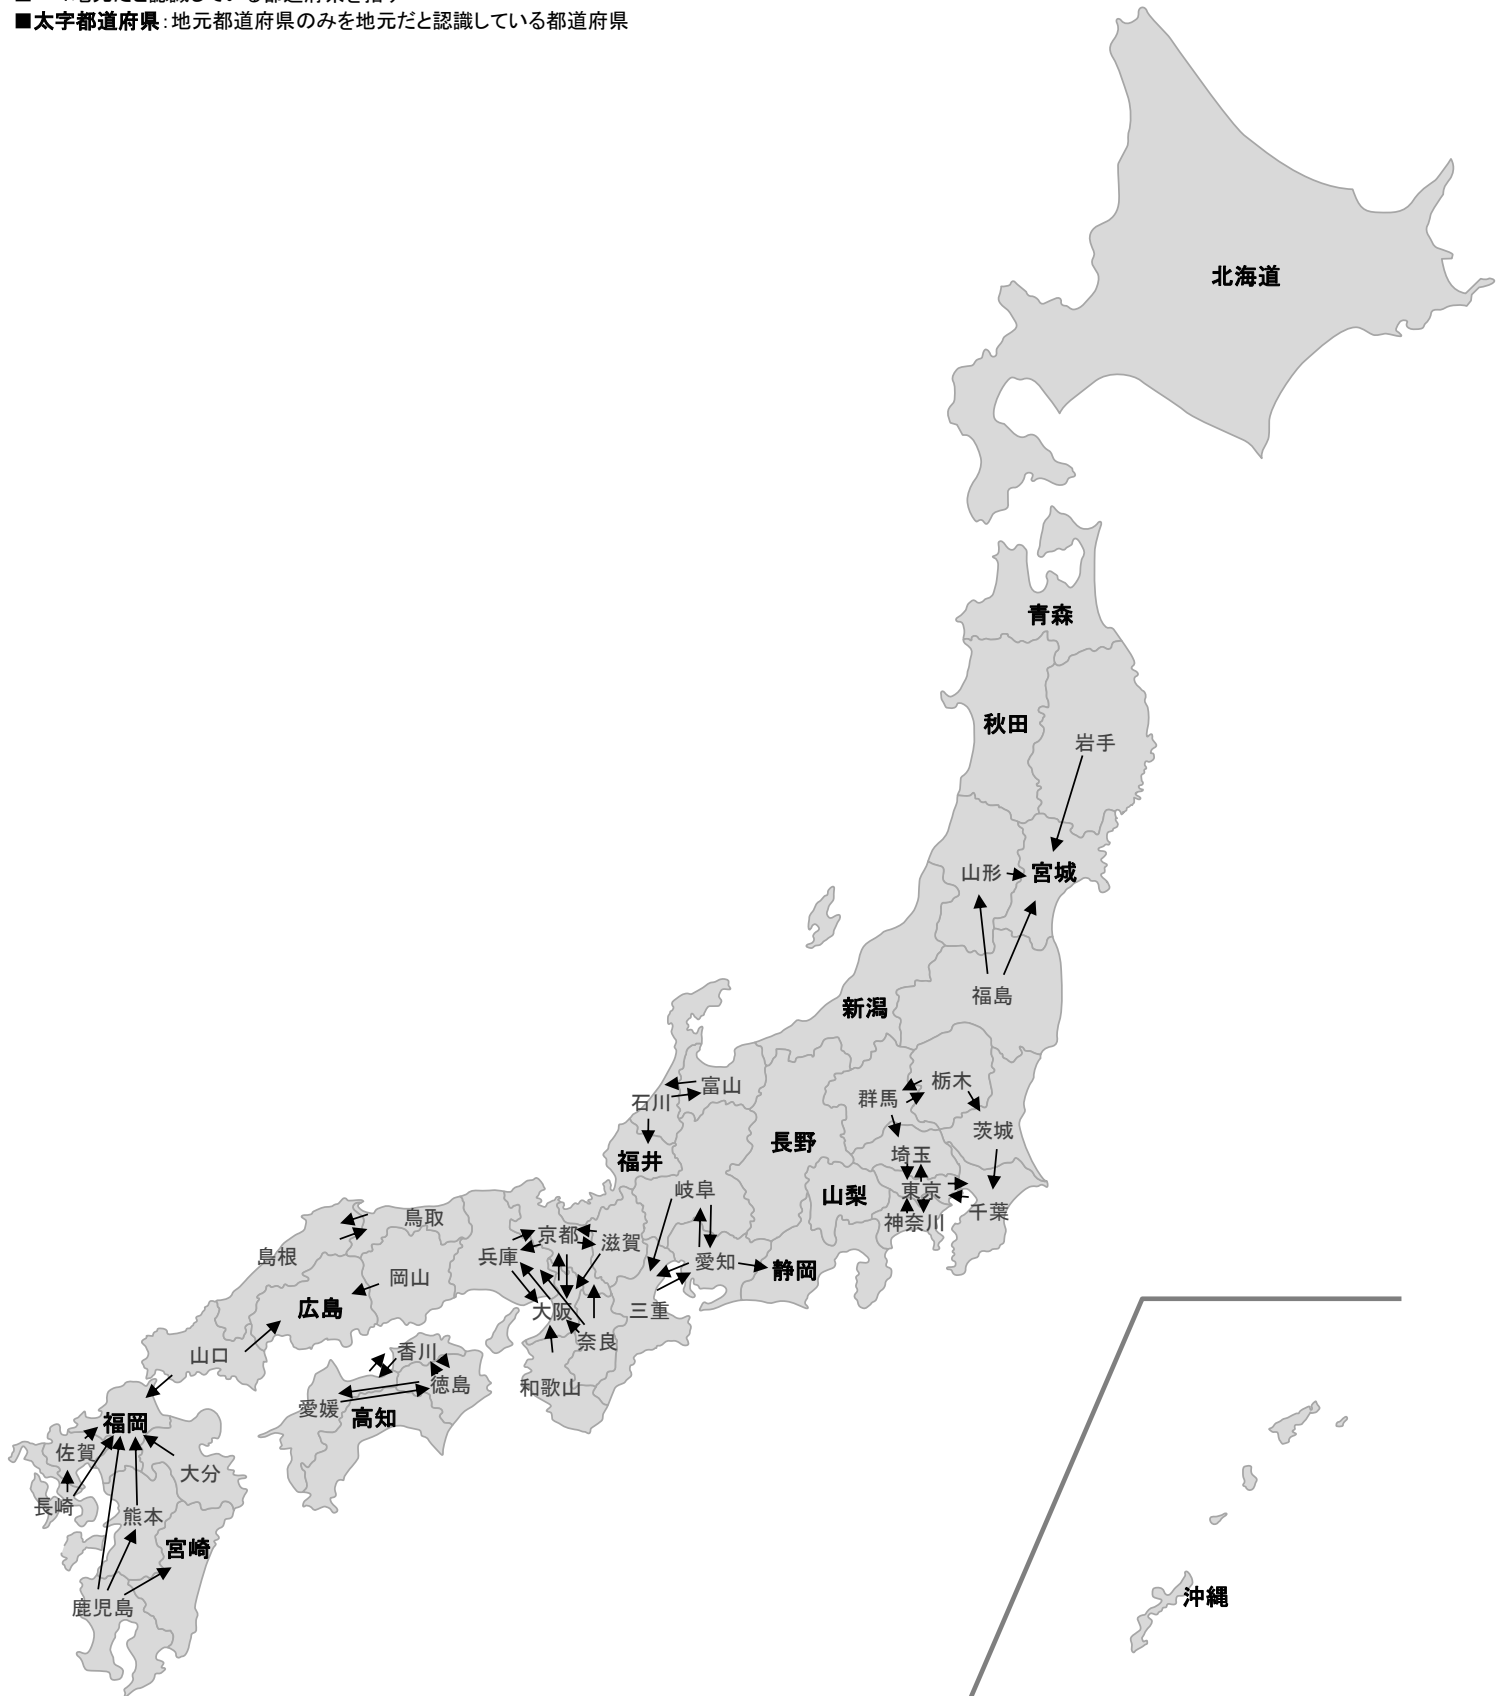 ■太字都道府県：地元都道府県のみを地元だと認識している都道府県
北海道
青森
秋田
岩手
山形
宮城
福島
新潟
富山
石川
福井
栃木
群馬
茨城
埼玉
東京
千葉
神奈川
長野
山梨
岐阜
愛知
静岡
三重
滋賀
京都
兵庫
大阪
奈良
和歌山
鳥取
島根
岡山
広島
山口
香川
徳島
愛媛
高知
福岡
佐賀
長崎
大分
熊本
宮崎
鹿児島
沖縄